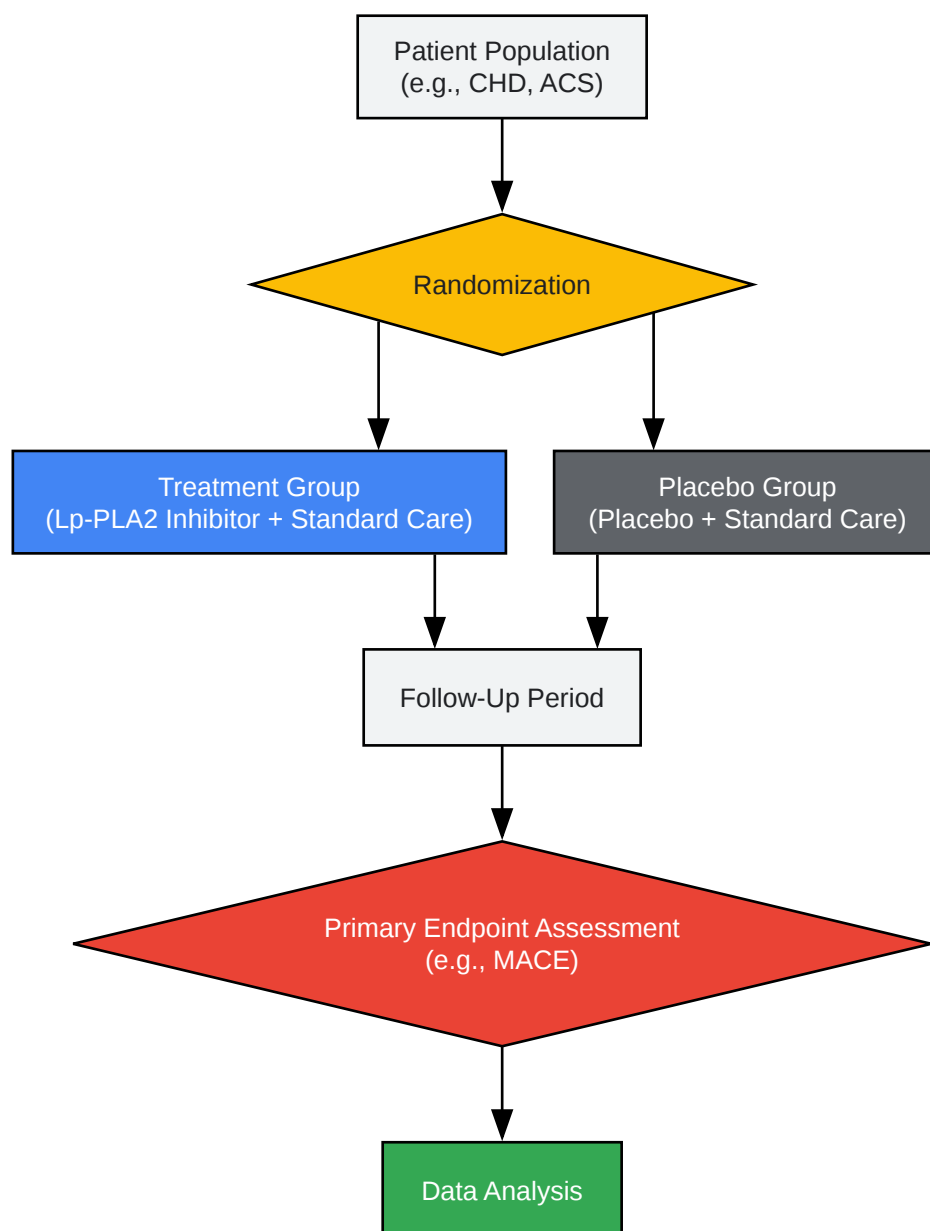 Patient Population
(e.g., CHD, ACS)
Randomization
Treatment Group
(Lp-PLA2 Inhibitor + Standard Care)
Placebo Group
(Placebo + Standard Care)
Follow-Up Period
Primary Endpoint Assessment
(e.g., MACE)
Data Analysis